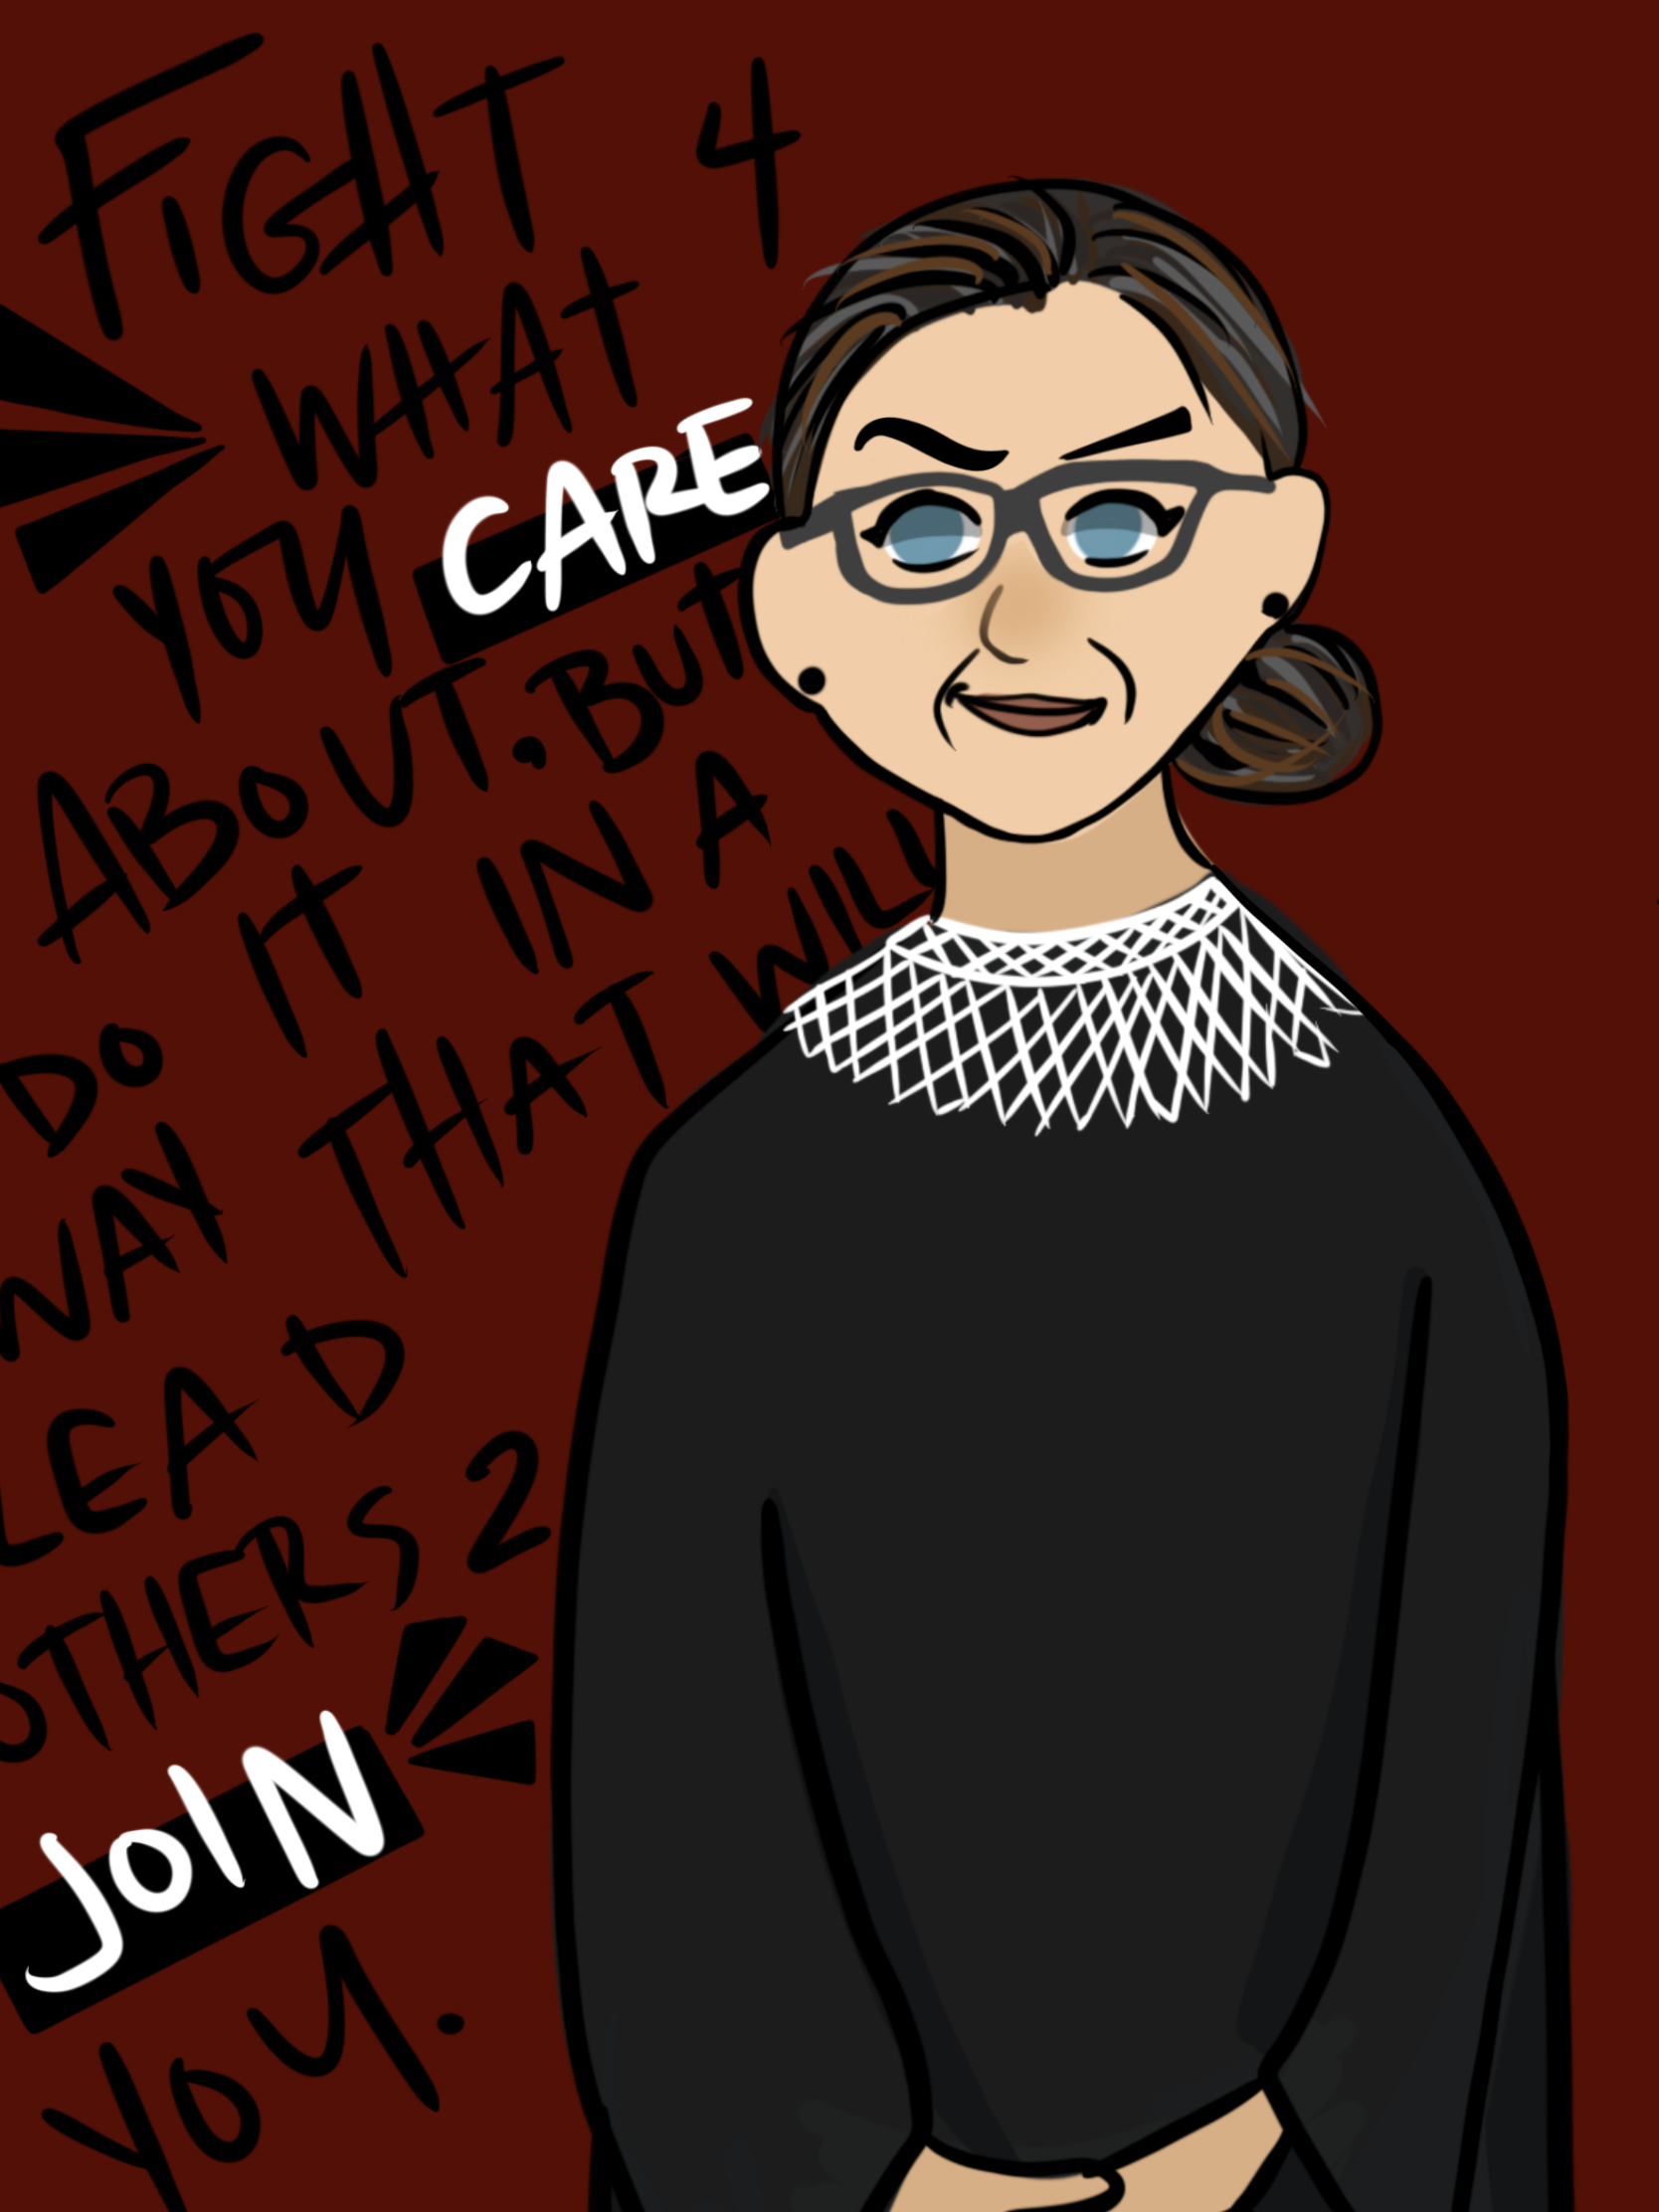 FiGHT 4
WHAT
YOU CARE
ABOUT. BUt
DO it IN A
WAY THAT WILL
LEAD
OTHERS 2
JOIN
YOU.